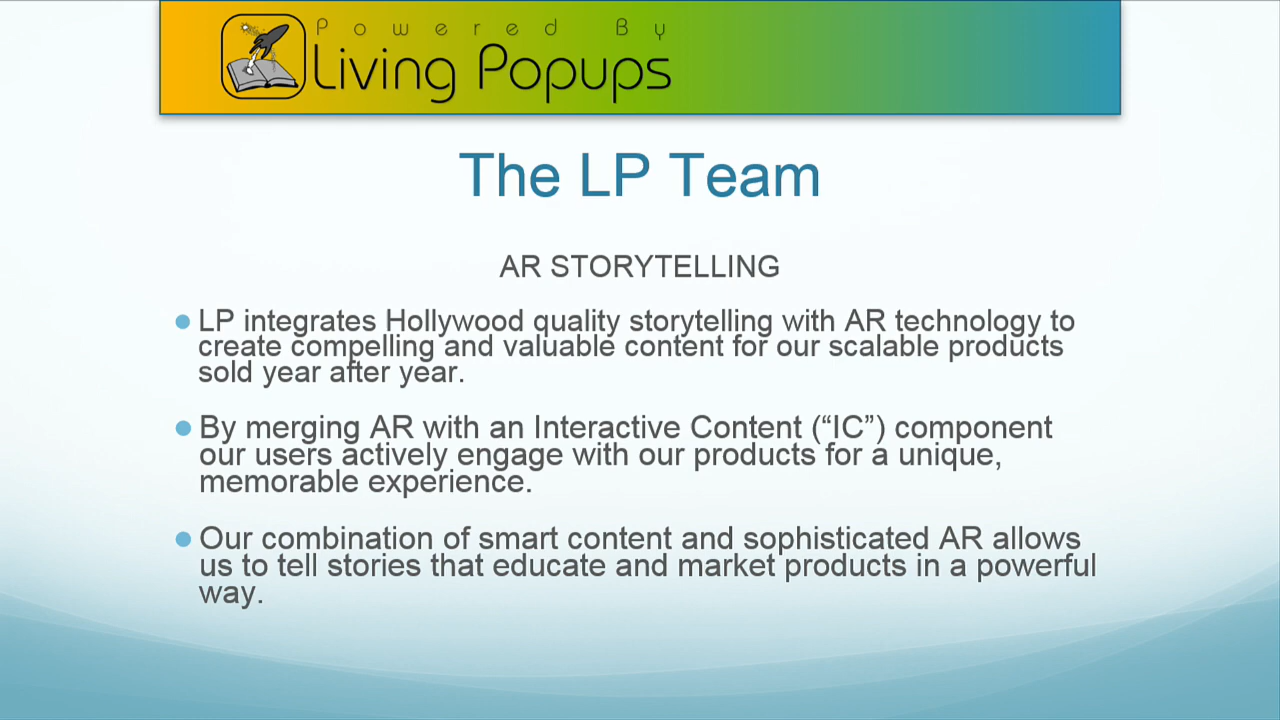 Powered By
Living Popups
The LP Team
AR STORYTELLING
LP integrates Hollywood quality storytelling with AR technology to
create compelling and valuable content for our scalable products
sold year after year.
By merging AR with an Interactive Content (“IC”) component
our users actively engage with our products for a unique,
memorable experience.
Our combination of smart content and sophisticated AR allows
us to tell stories that educate and market products in a powerful
way.